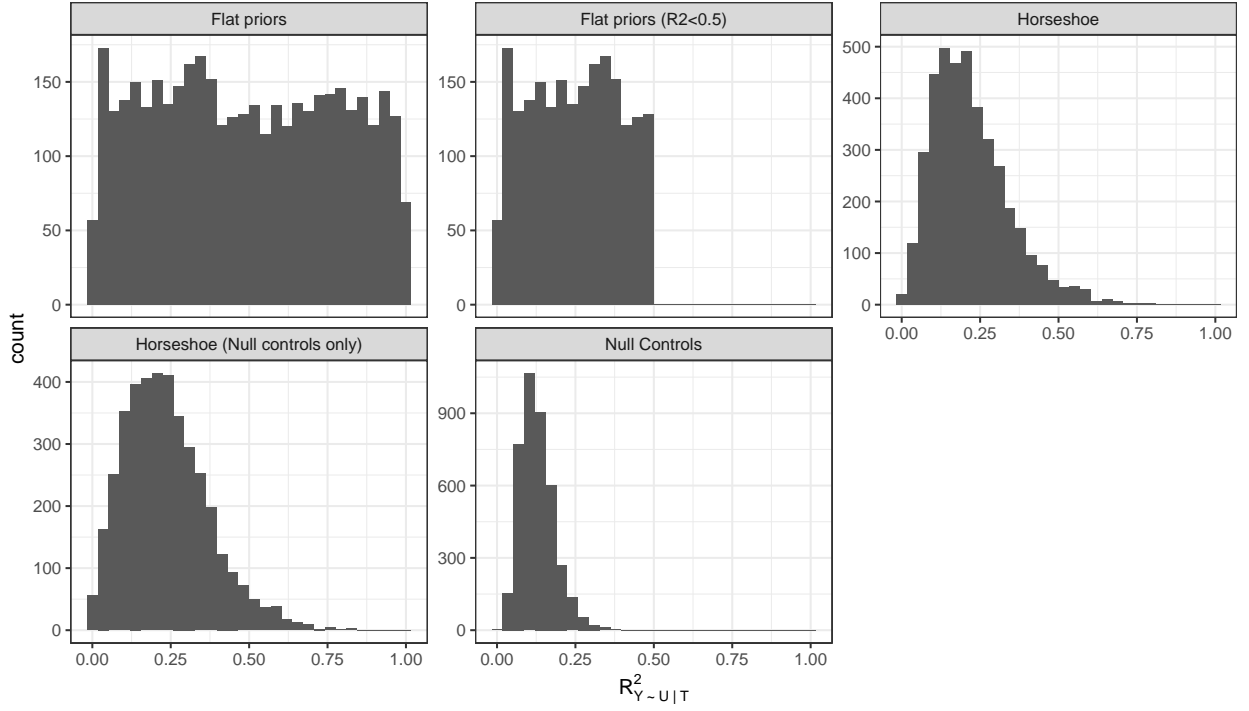 Flat priors
Flat priors (R2<0.5)
Horseshoe
150
100
50
0
150
100
50
0
500
400
300
200
100
0
0.00 0.25 0.50 0.75 1.00
Horseshoe (Null controls only)
Null Controls
400
300
200
100
0
900
600
300
0
0.00 0.25 0.50 0.75 1.00
0.00 0.25 0.50 0.75 1.00
count
R²Y ~ U | T